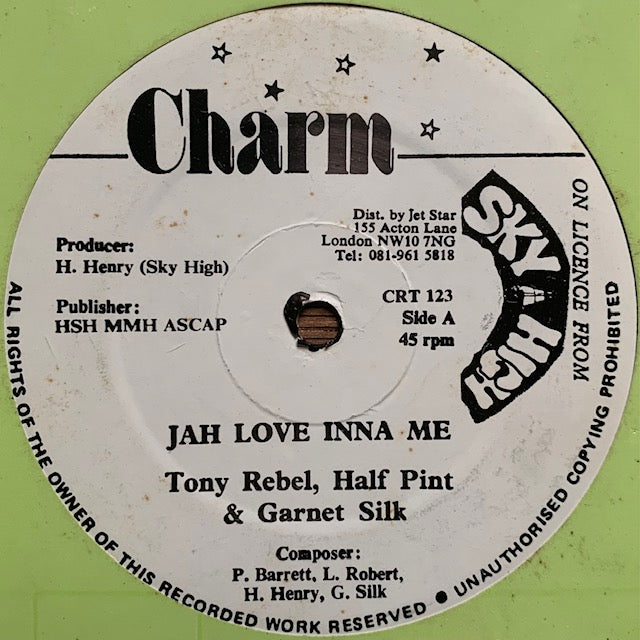 Charm
Dist. by Jet Star
155 Acton Lane
London NW10 7NG
Tel: 081-961 5818
Producer:
H. Henry (Sky High)
Publisher:
HSH MMH ASCAP
CRT 123
Side A
45 rpm
ON LICENCE FROM
SKY HIGH
JAH LOVE INNA ME
Tony Rebel, Half Pint
& Garnet Silk
Composer:
P. Barrett, L. Robert,
H. Henry, G. Silk
ALL RIGHTS OF THE OWNER OF THIS RECORDED WORK RESERVED ● UNAUTHORISED COPYING PROHIBITED